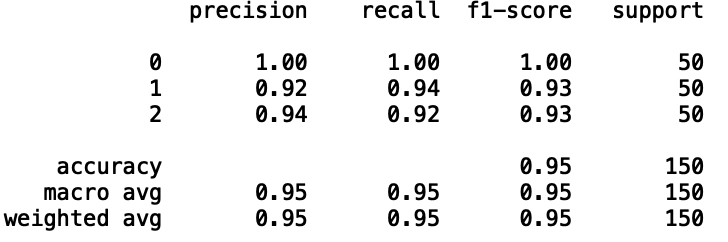 precision recall f1-score support
0 1.00 1.00 1.00 50
1 0.92 0.94 0.93 50
2 0.94 0.92 0.93 50
accuracy 0.95 150
macro avg 0.95 0.95 0.95 150
weighted avg 0.95 0.95 0.95 150